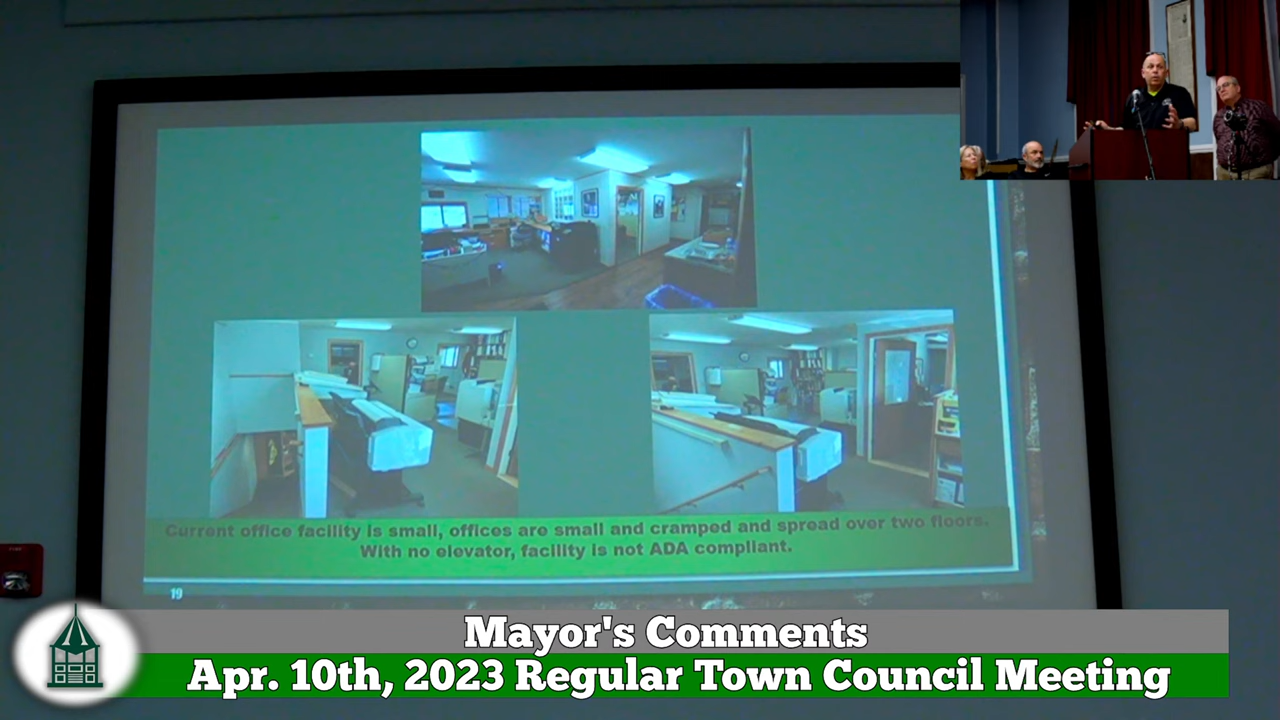 Current office facility is small, offices are small and cramped and spread over two floors.
With no elevator, facility is not ADA compliant.
19
Mayor's Comments
Apr. 10th, 2023 Regular Town Council Meeting